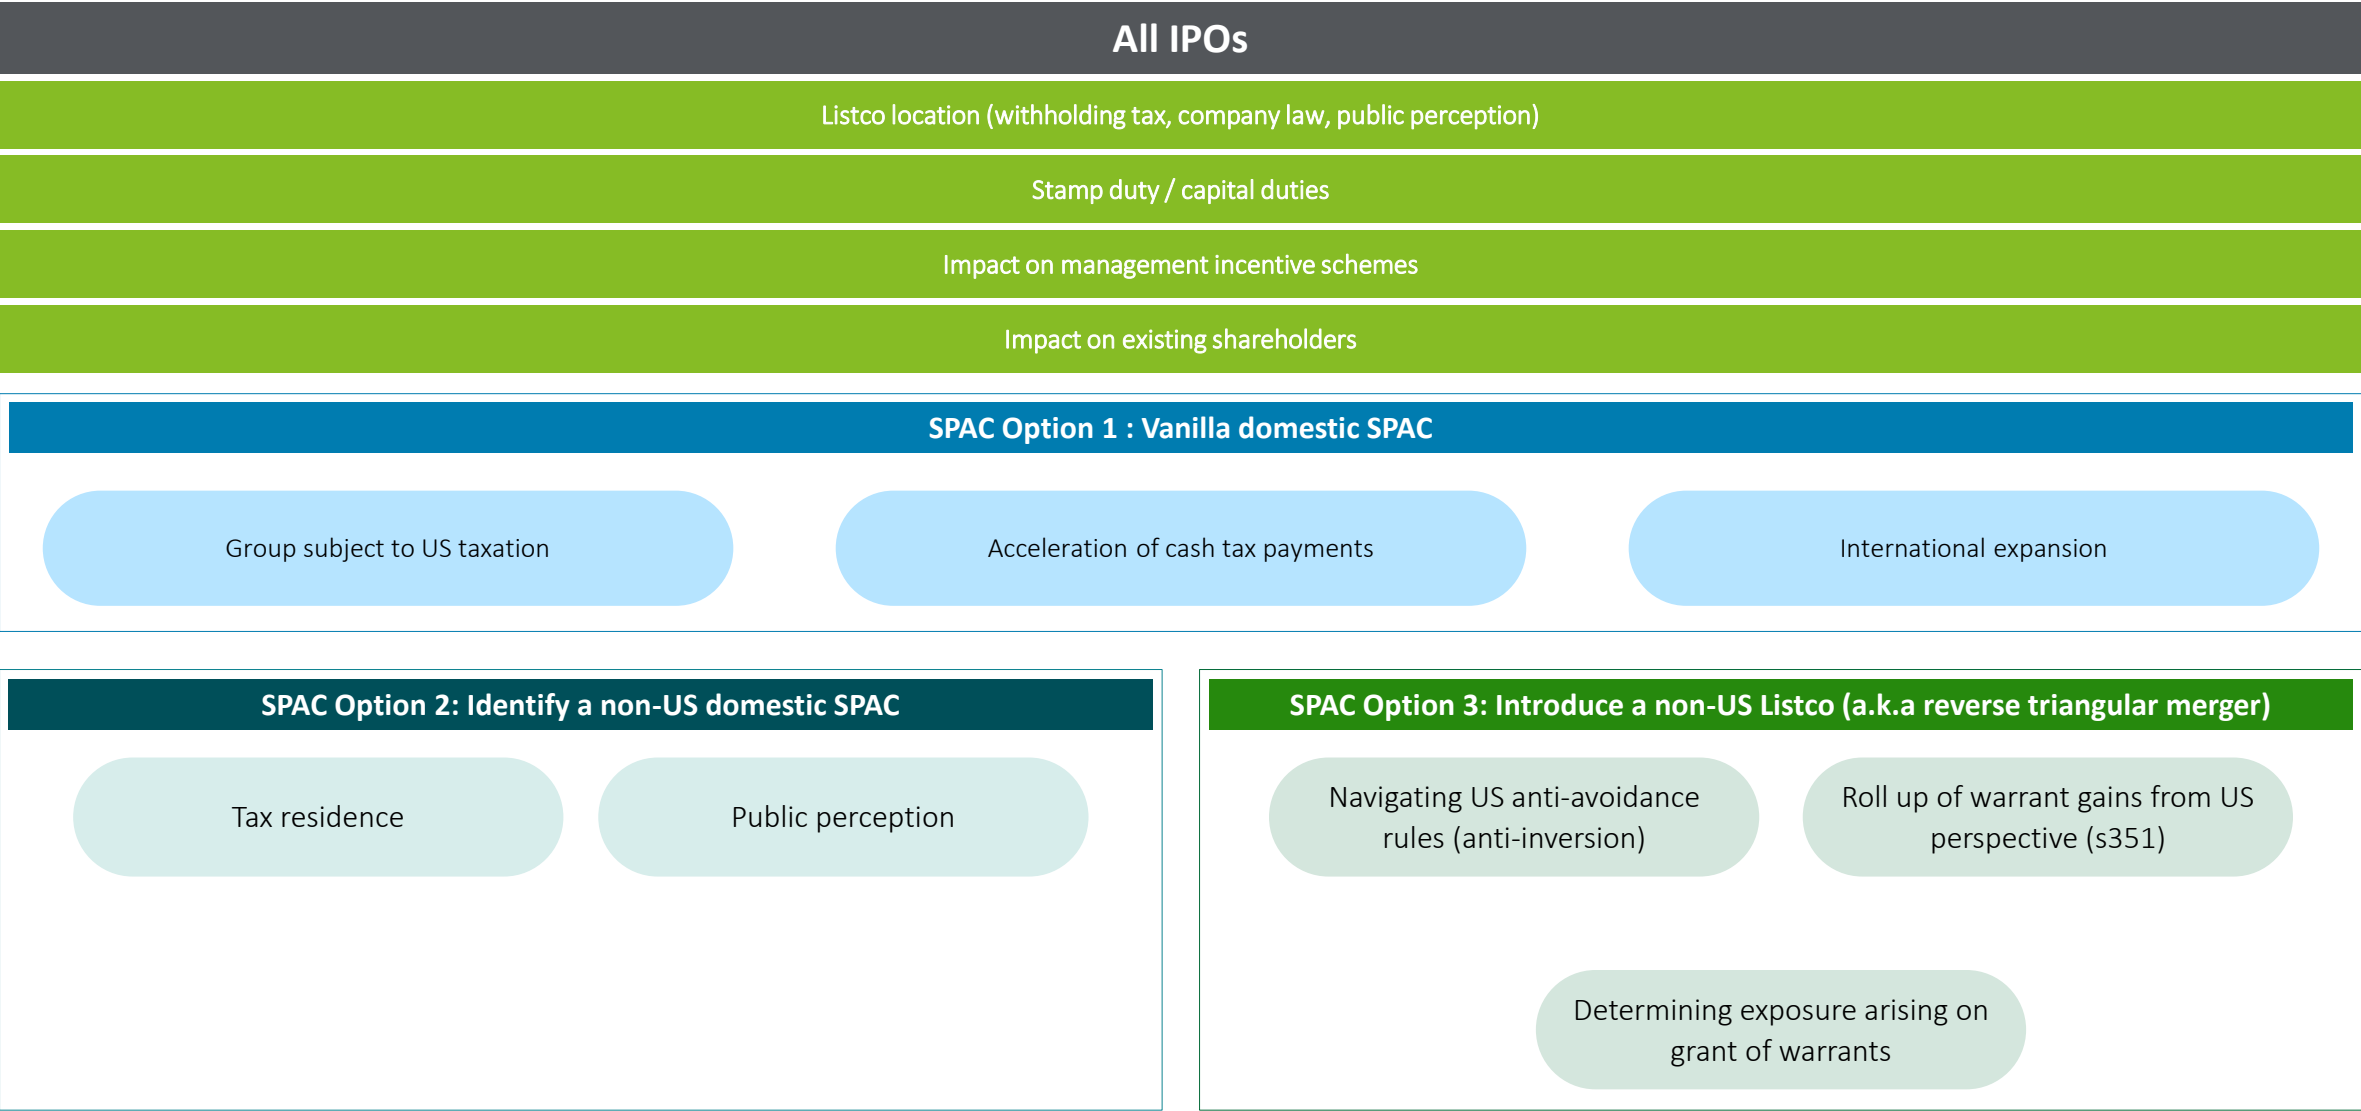 All IPOs
Listco location (withholding tax, company law, public perception)
Stamp duty / capital duties
Impact on management incentive schemes
Impact on existing shareholders
SPAC Option 1 : Vanilla domestic SPAC
Group subject to US taxation
Acceleration of cash tax payments
International expansion
SPAC Option 2: Identify a non-US domestic SPAC
Tax residence
Public perception
SPAC Option 3: Introduce a non-US Listco (a.k.a reverse triangular merger)
Navigating US anti-avoidance
rules (anti-inversion)
Roll up of warrant gains from US
perspective (s351)
Determining exposure arising on
grant of warrants